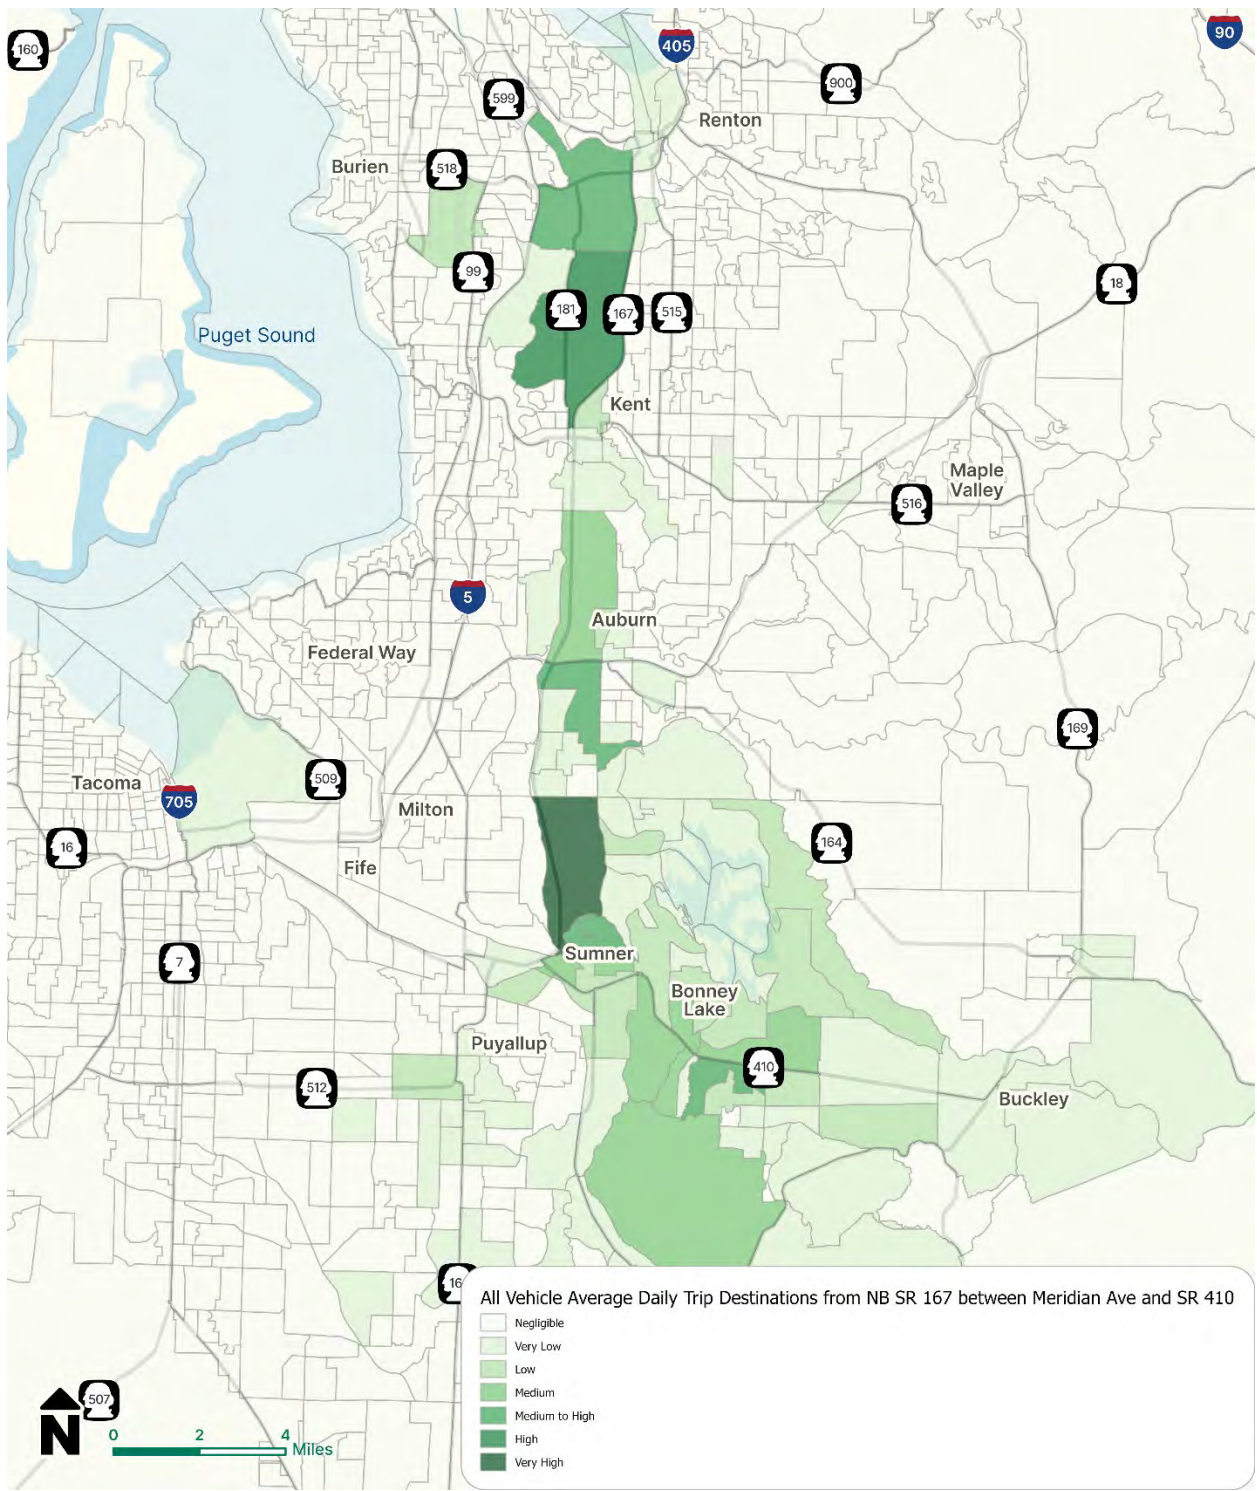 160
405
90
599
900
Renton
Burien
518
99
18
181
167
515
Puget Sound
Kent
Maple
Valley
516
5
Auburn
Federal Way
169
Tacoma
509
705
Milton
164
16
Fife
Sumner
7
Bonney
Lake
Puyallup
410
512
Buckley
16
All Vehicle Average Daily Trip Destinations from NB SR 167 between Meridian Ave and SR 410
Negligible
Very Low
Low
Medium
Medium to High
High
Very High
507
N
0 2 4
Miles